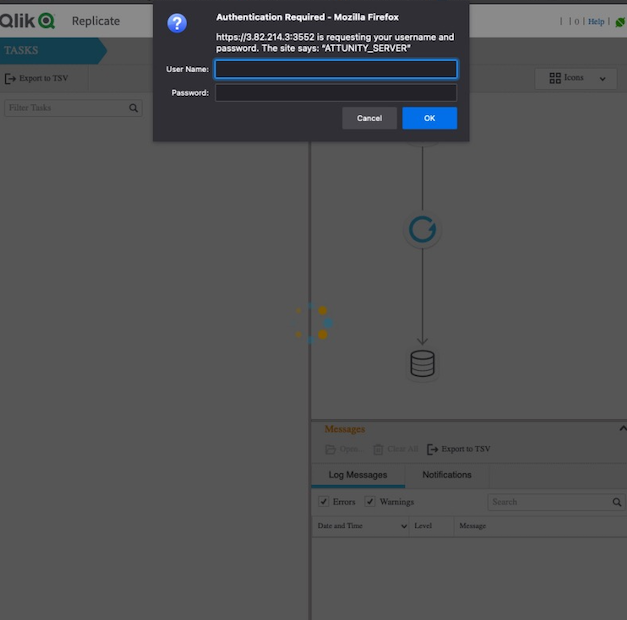 Authentication Required - Mozilla Firefox
https://3.82.214.3:3552 is requesting your username and
password. The site says: "ATTUNITY_SERVER"
User Name:
Password:
Cancel OK
Qlik Replicate
| | 0 | Help |
TASKS
Export to TSV
Icons
Filter Tasks
Messages
Open... Clear All Export to TSV
Log Messages Notifications
Errors Warnings Search
Date and Time Level Message